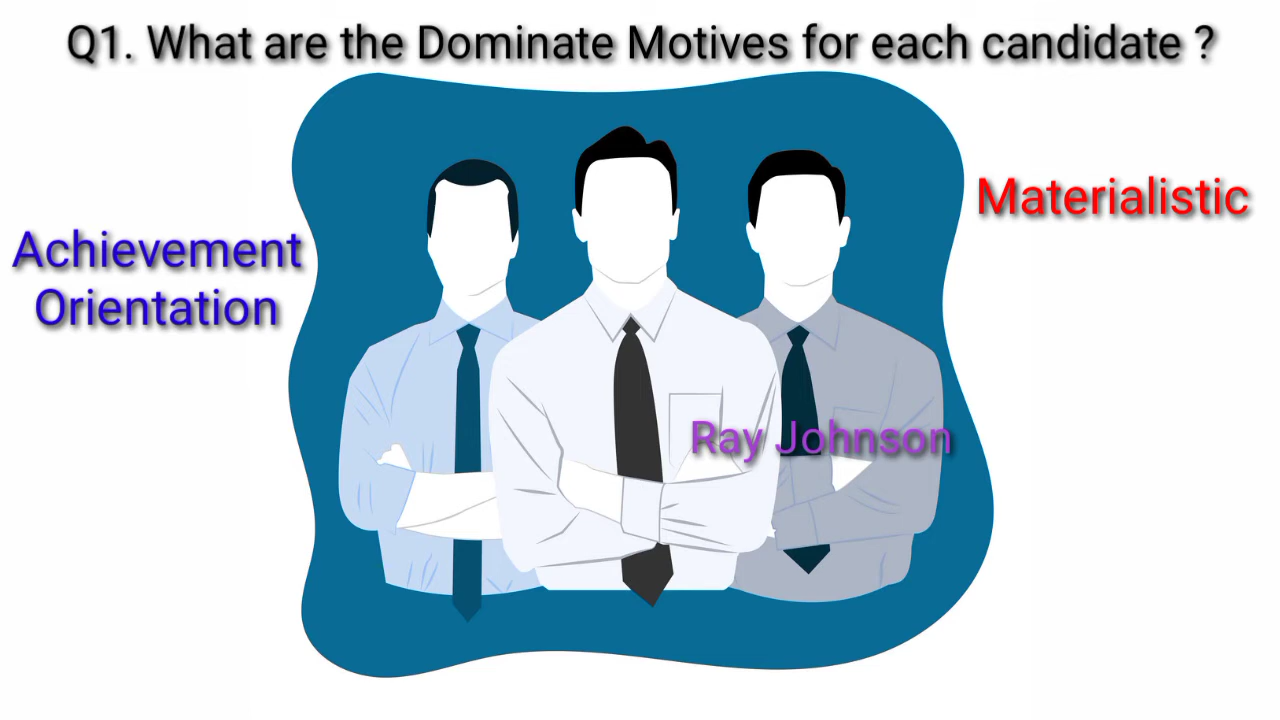 Q1. What are the Dominate Motives for each candidate ?
Materialistic
Achievement
Orientation
Ray Johnson